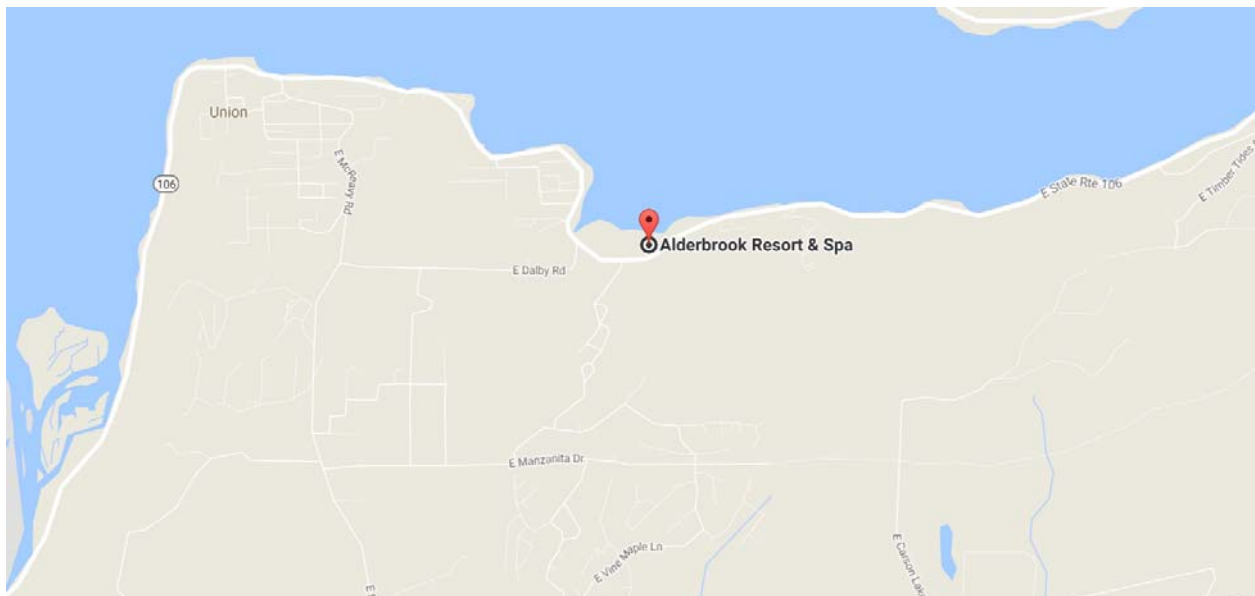 Union
E McReavy Rd
106
E State Rte 106
E Timber Tides
Alderbrook Resort & Spa
E Dalby Rd
E Manzanita Dr
E Vine Maple Ln
E Carson Lake